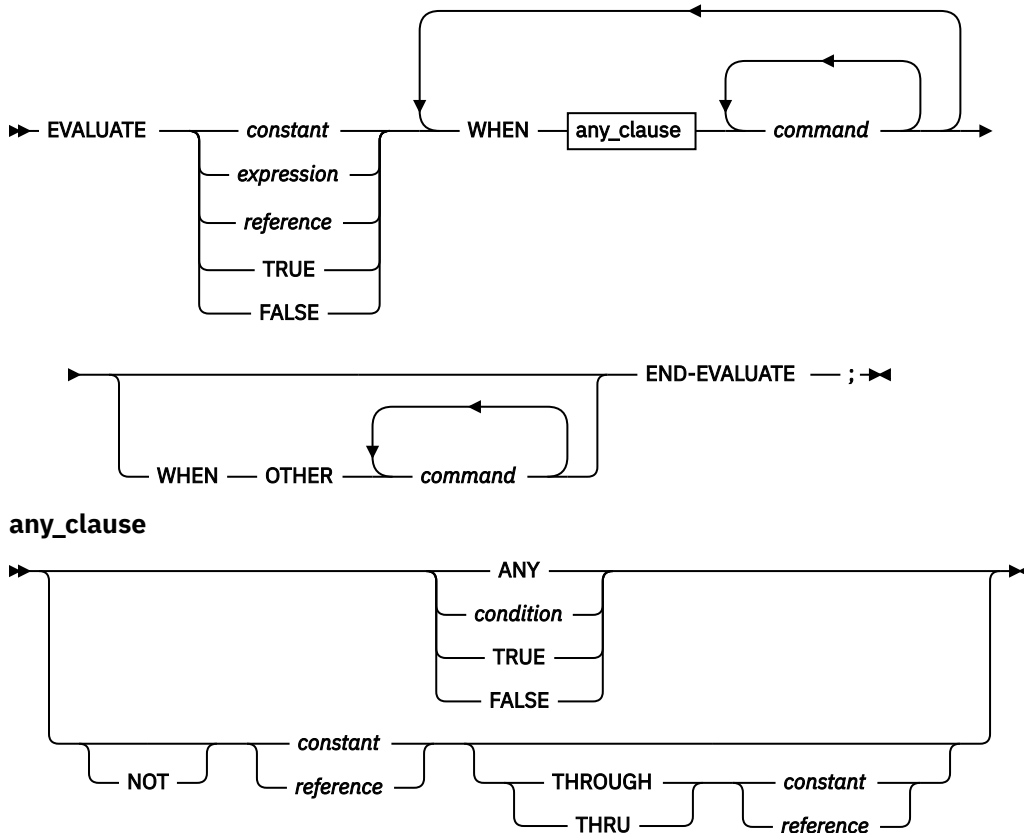 EVALUATE constant WHEN any_clause command
expression
reference
TRUE
FALSE
END-EVALUATE ;
WHEN OTHER command
any_clause
ANY
condition
TRUE
FALSE
constant
NOT reference
THROUGH constant
THRU reference